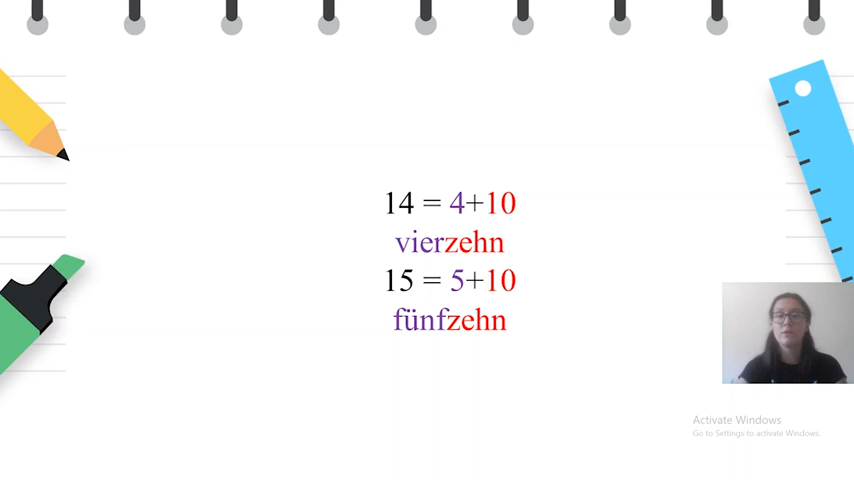 14 = 4+10
vierzehn
15 = 5+10
fünfzehn
Activate Windows
Go to Settings to activate Windows.